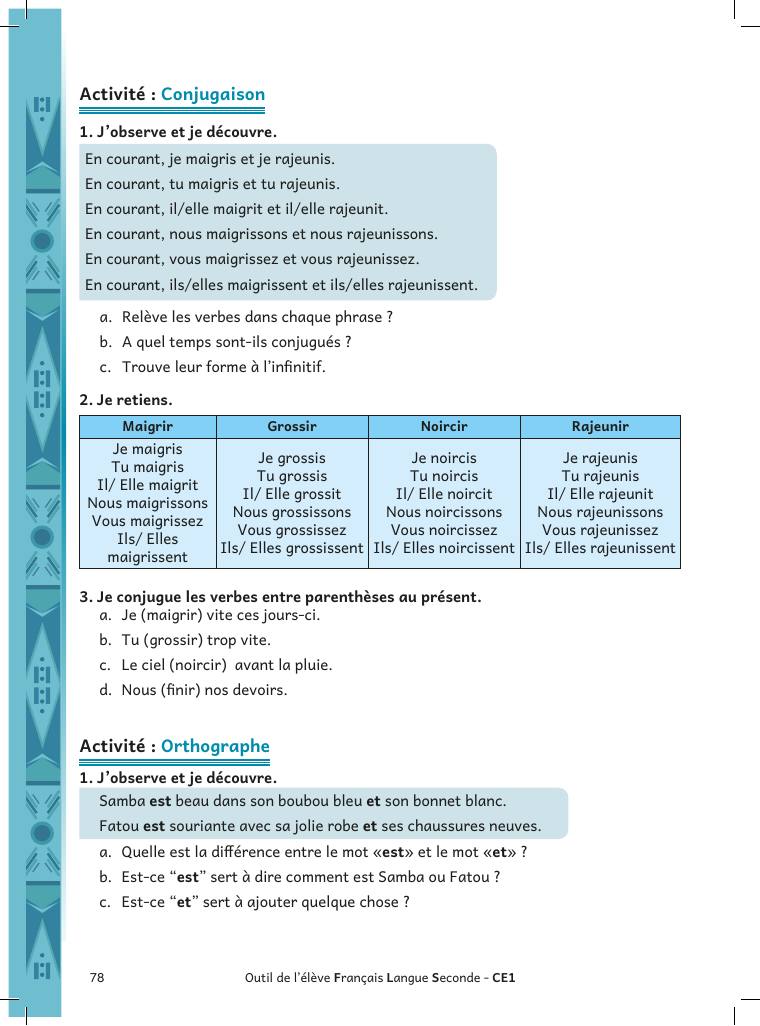 Activité : Conjugaison
1. J’observe et je découvre.
En courant, je maigris et je rajeunis.
En courant, tu maigris et tu rajeunis.
En courant, il/elle maigrit et il/elle rajeunit.
En courant, nous maigrissons et nous rajeunissons.
En courant, vous maigrissez et vous rajeunissez.
En courant, ils/elles maigrissent et ils/elles rajeunissent.
a. Relève les verbes dans chaque phrase ?
b. A quel temps sont-ils conjugués ?
c. Trouve leur forme à l’infinitif.
2. Je retiens.
Maigrir
Je maigris
Tu maigris
Il/ Elle maigrit
Nous maigrissons
Vous maigrissez
Ils/ Elles
maigrissent
Grossir
Je grossis
Tu grossis
Il/ Elle grossit
Nous grossissons
Vous grossissez
Ils/ Elles grossissent
Noircir
Je noircis
Tu noircis
Il/ Elle noircit
Nous noircissons
Vous noircissez
Ils/ Elles noircissent
Rajeunir
Je rajeunis
Tu rajeunis
Il/ Elle rajeunit
Nous rajeunissons
Vous rajeunissez
Ils/ Elles rajeunissent
3. Je conjugue les verbes entre parenthèses au présent.
a. Je (maigrir) vite ces jours-ci.
b. Tu (grossir) trop vite.
c. Le ciel (noircir) avant la pluie.
d. Nous (finir) nos devoirs.
Activité : Orthographe
1. J’observe et je découvre.
Samba est beau dans son boubou bleu et son bonnet blanc.
Fatou est souriante avec sa jolie robe et ses chaussures neuves.
a. Quelle est la différence entre le mot «est» et le mot «et» ?
b. Est-ce “est” sert à dire comment est Samba ou Fatou ?
c. Est-ce “et” sert à ajouter quelque chose ?
78
Outil de l’élève Français Langue Seconde - CE1